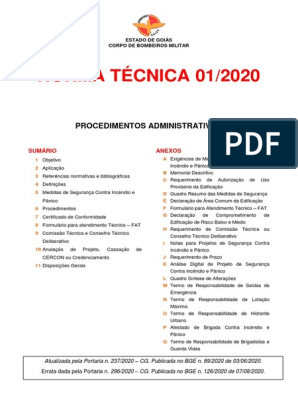 ESTADO DE GOIÁS
CORPO DE BOMBEIROS MILITAR
TÉCNICA 01/2020
PROCEDIMENTOS
PDF
SUMÁRIO
1 Objetivo
2 Aplicação
3 Referências normativas e bibliográficas
4 Definições
5 Medidas de Segurança Contra Incêndio e
Pânico
6 Procedimentos
7 Certificado de Conformidade
8 Formulário para atendimento Técnico – FAT
9 Comissão Técnica e Conselho Técnico
Deliberativo
10 Anulação de Projeto, Cassação de
CERCON ou Credenciamento
11 Disposições Gerais
ANEXOS
A Exigências de
Incêndio e Pânico
B Memorial Descritivo
C Requerimento de Autorização de Uso
Provisório da Edificação
D Quadro Resumo das Medidas de Segurança
E Declaração de Área Comum da Edificação
F Formulário para Atendimento Técnico – FAT
G Declaração de Comprometimento de
Edificação de Risco Baixo e Médio
H Requerimento de Comissão Técnica ou
Conselho Técnico Deliberativo
I Notas para Projetos de Segurança Contra
Incêndio e Pânico
J Requerimento de Prazo
K Análise Digital de Projeto de Segurança
Contra Incêndio e Pânico
L Quadro Síntese de Alterações
M Termo de Responsabilidade de Saídas de
Emergência
N Termo de Responsabilidade de Lotação
Máxima
O Termo de Responsabilidade de Hidrante
Urbano
P Atestado de Brigada Contra Incêndio e
Pânico
Q Termo de Responsabilidade de Brigadistas e
Guarda Vidas
Atualizada pela Portaria n. 237/2020 – CG. Publicada no BGE n. 89/2020 de 03/06/2020.
Errata dada pela Portaria n. 296/2020 – CG. Publicada no BGE n. 126/2020 de 07/08/2020.